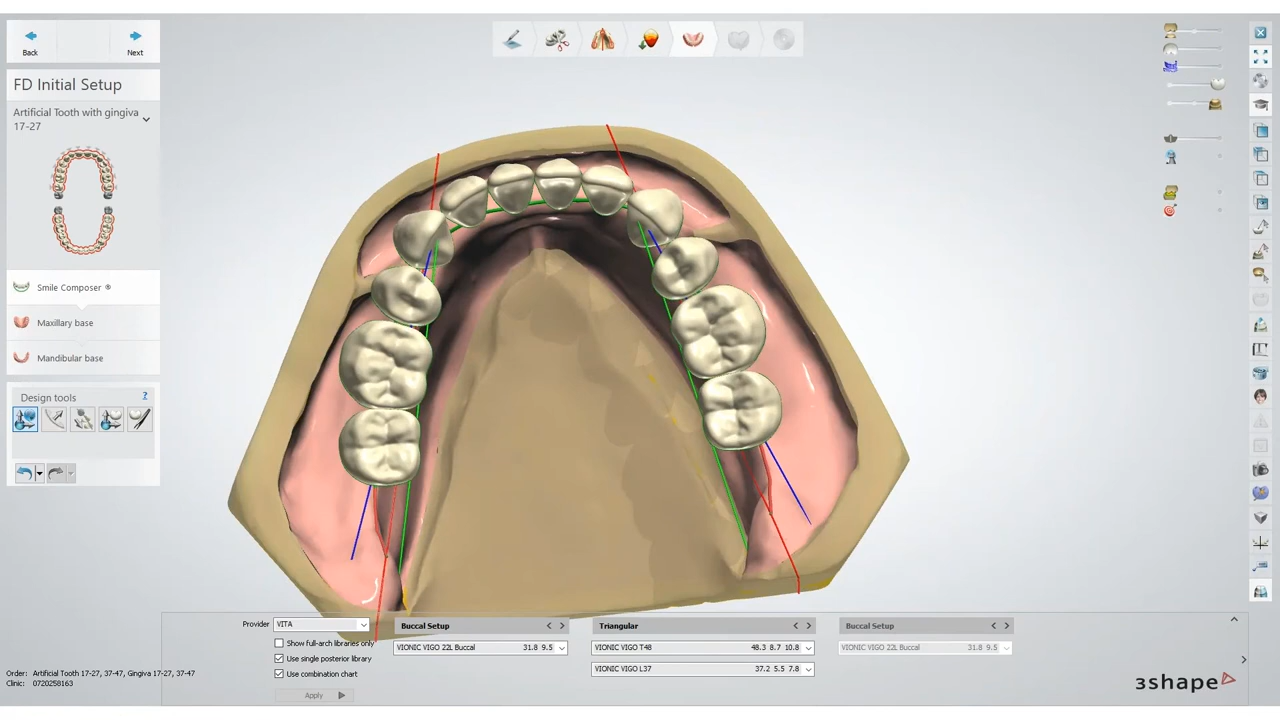 Back
Next
FD Initial Setup
Artificial Tooth with gingiva
17-27
Smile Composer ®
Maxillary base
Mandibular base
Design tools
?
Provider
VITA
Show full-arch libraries only
Use single posterior library
Use combination chart
Apply
Buccal Setup
VIONIC VIGO 22L Buccal 31.8 9.5
Triangular
VIONIC VIGO T48 48.3 8.7 10.8
VIONIC VIGO L37 37.2 5.5 7.8
Buccal Setup
VIONIC VIGO 22L Buccal 31.8 9.5
Order: Artificial Tooth 17-27, 37-47, Gingiva 17-27, 37-47
Clinic: 0720258163
3shape